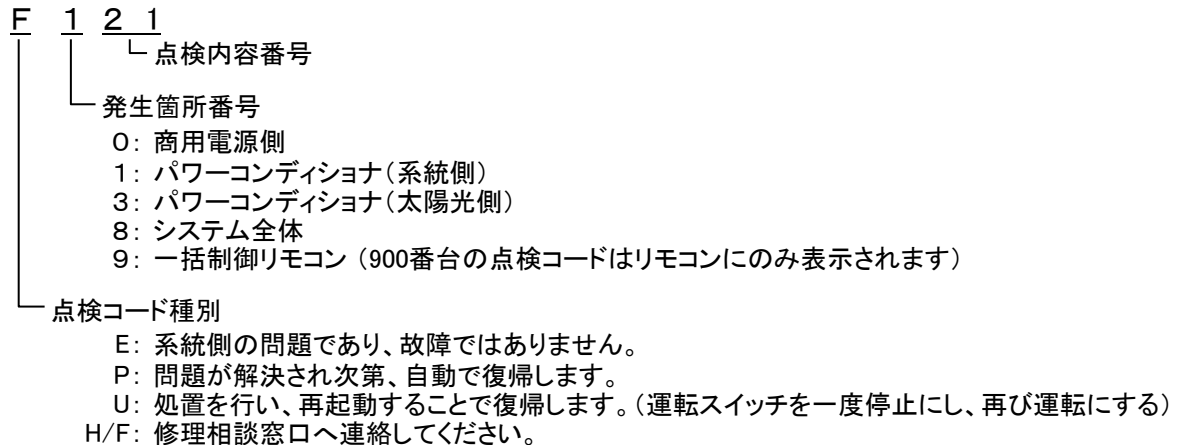 F 1 2 1
点検内容番号
発生箇所番号
0: 商用電源側
1: パワーコンディショナ(系統側)
3: パワーコンディショナ(太陽光側)
8: システム全体
9: 一括制御リモコン (900番台の点検コードはリモコンにのみ表示されます)
点検コード種別
E: 系統側の問題であり、故障ではありません。
P: 問題が解決され次第、自動で復帰します。
U: 処置を行い、再起動することで復帰します。(運転スイッチを一度停止にし、再び運転にする)
H/F: 修理相談窓口へ連絡してください。